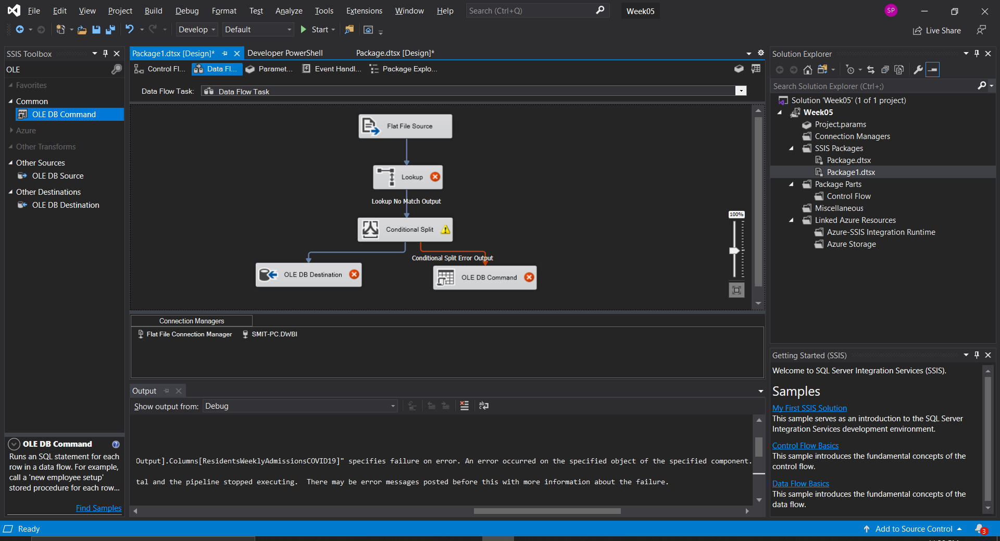 File Edit View Project Build Debug Format Test Analyze Tools Extensions Window Help Search (Ctrl+Q) Week05 SP
Develop Default Start Live Share
SSIS Toolbox
OLE
Favorites
Common
OLE DB Command
Azure
Other Transforms
Other Sources
OLE DB Source
Other Destinations
OLE DB Destination
OLE DB Command
Runs an SQL statement for each
row in a data flow. For example,
call a 'new employee setup'
stored procedure for each row...
Find Samples
Package1.dtsx [Design]* Developer PowerShell Package.dtsx [Design]*
Control Fl... Data Fl... Paramet... Event Handl... Package Explo...
Data Flow Task: Data Flow Task
Flat File Source
Lookup
Lookup No Match Output
Conditional Split
Conditional Split Error Output
OLE DB Destination
OLE DB Command
100%
Connection Managers
Flat File Connection Manager SMIT-PC.DWBI
Output
Show output from: Debug
Output].Columns[ResidentsWeeklyAdmissionsCOVID19]" specifies failure on error. An error occurred on the specified object of the specified component.
tal and the pipeline stopped executing.  There may be error messages posted before this with more information about the failure.
Solution Explorer
Search Solution Explorer (Ctrl+;)
Solution 'Week05' (1 of 1 project)
Week05
Project.params
Connection Managers
SSIS Packages
Package.dtsx
Package1.dtsx
Package Parts
Control Flow
Miscellaneous
Linked Azure Resources
Azure-SSIS Integration Runtime
Azure Storage
Getting Started (SSIS)
Welcome to SQL Server Integration Services (SSIS).
Samples
My First SSIS Solution
This sample serves as an introduction to the SQL Server
Integration Services development environment.
Control Flow Basics
This sample introduces the fundamental concepts of the
control flow.
Data Flow Basics
This sample introduces the fundamental concepts of the
data flow.
Ready Add to Source Control 3